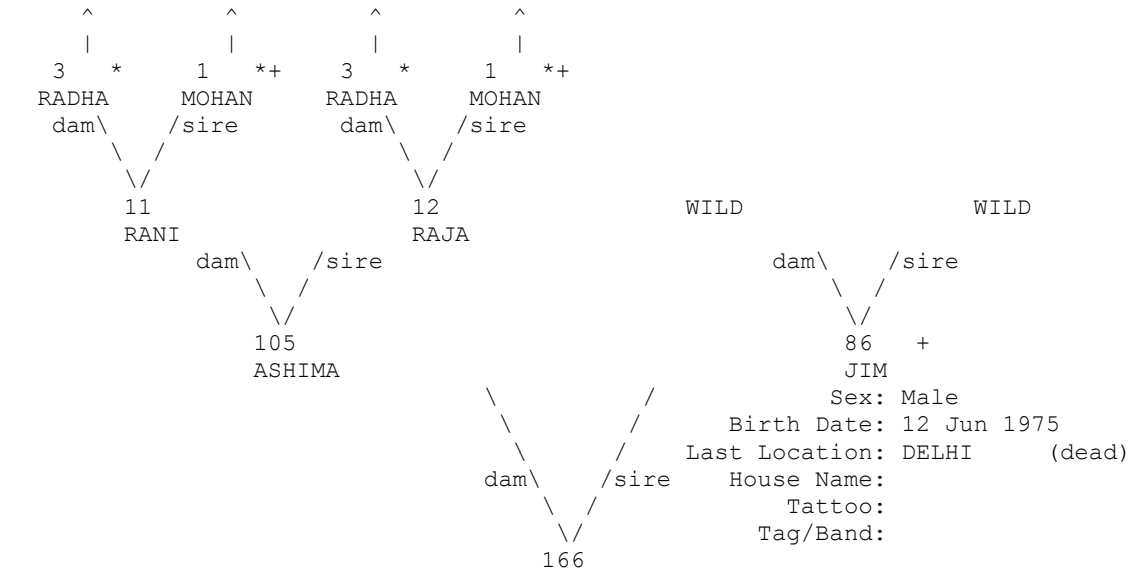 ^ ^ ^ ^
| | | |
3 * 1 *+ 3 * 1 *+
RADHA MOHAN RADHA MOHAN
dam\ /sire dam\ /sire
\ / \ /
\/ \/
11 12 WILD WILD
RANI RAJA
dam\ /sire dam\ /sire
\ / \ /
\/ \/
105 86 +
ASHIMA JIM
\ / Sex: Male
\ / Birth Date: 12 Jun 1975
\ / Last Location: DELHI (dead)
dam\ /sire House Name:
\ / Tattoo:
\/ Tag/Band:
166